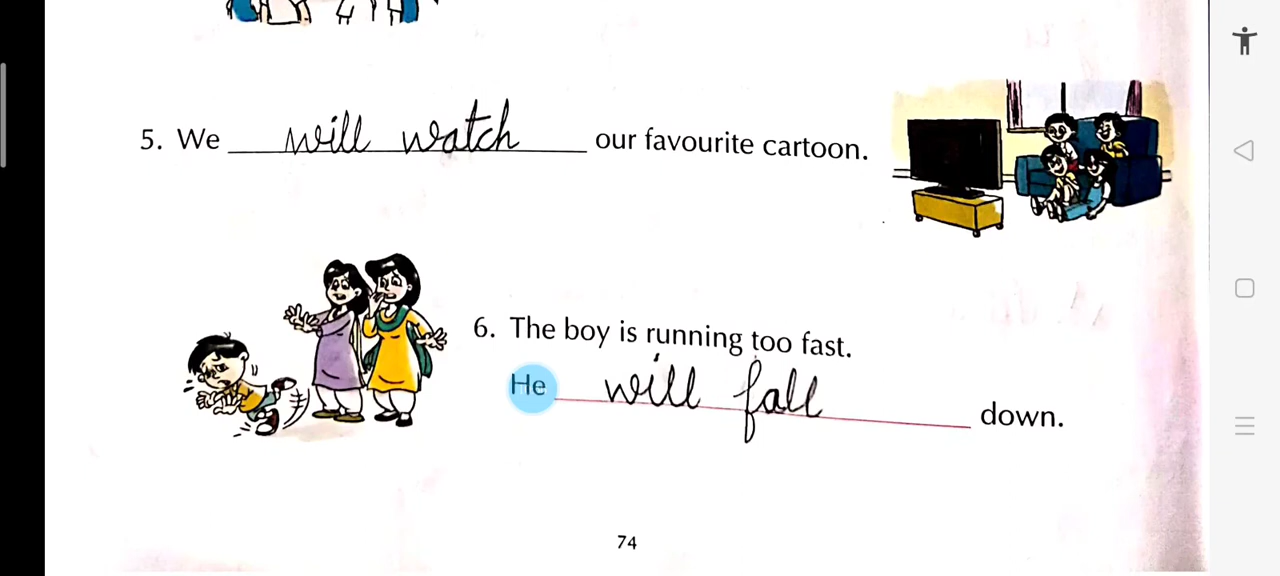 5. We will watch our favourite cartoon.
6. The boy is running too fast.
He will fall down.
74